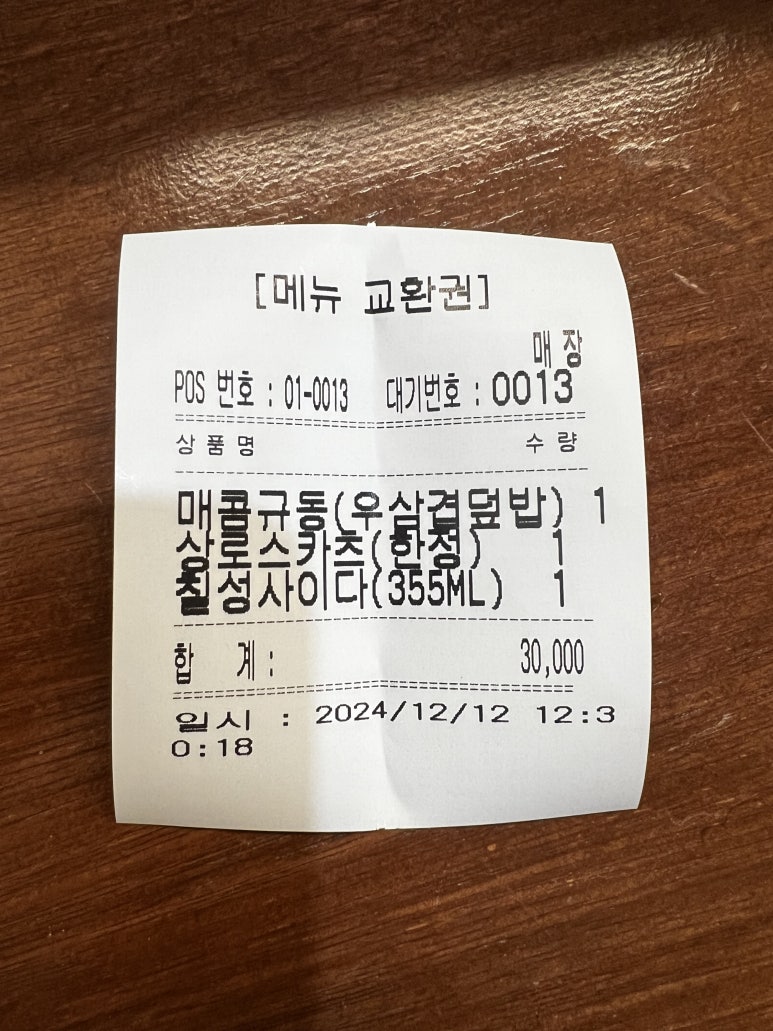 [메뉴 교환권]
매 장
POS 번호 : 01-0013 대기번호 : 0013
상 품 명 수 량
매콤규동(우삼겹덮밥) 1
상로스카츠(한정) 1
칠성사이다(355ML) 1
합 계 : 30,000
일시 : 2024/12/12 12:3
0:18